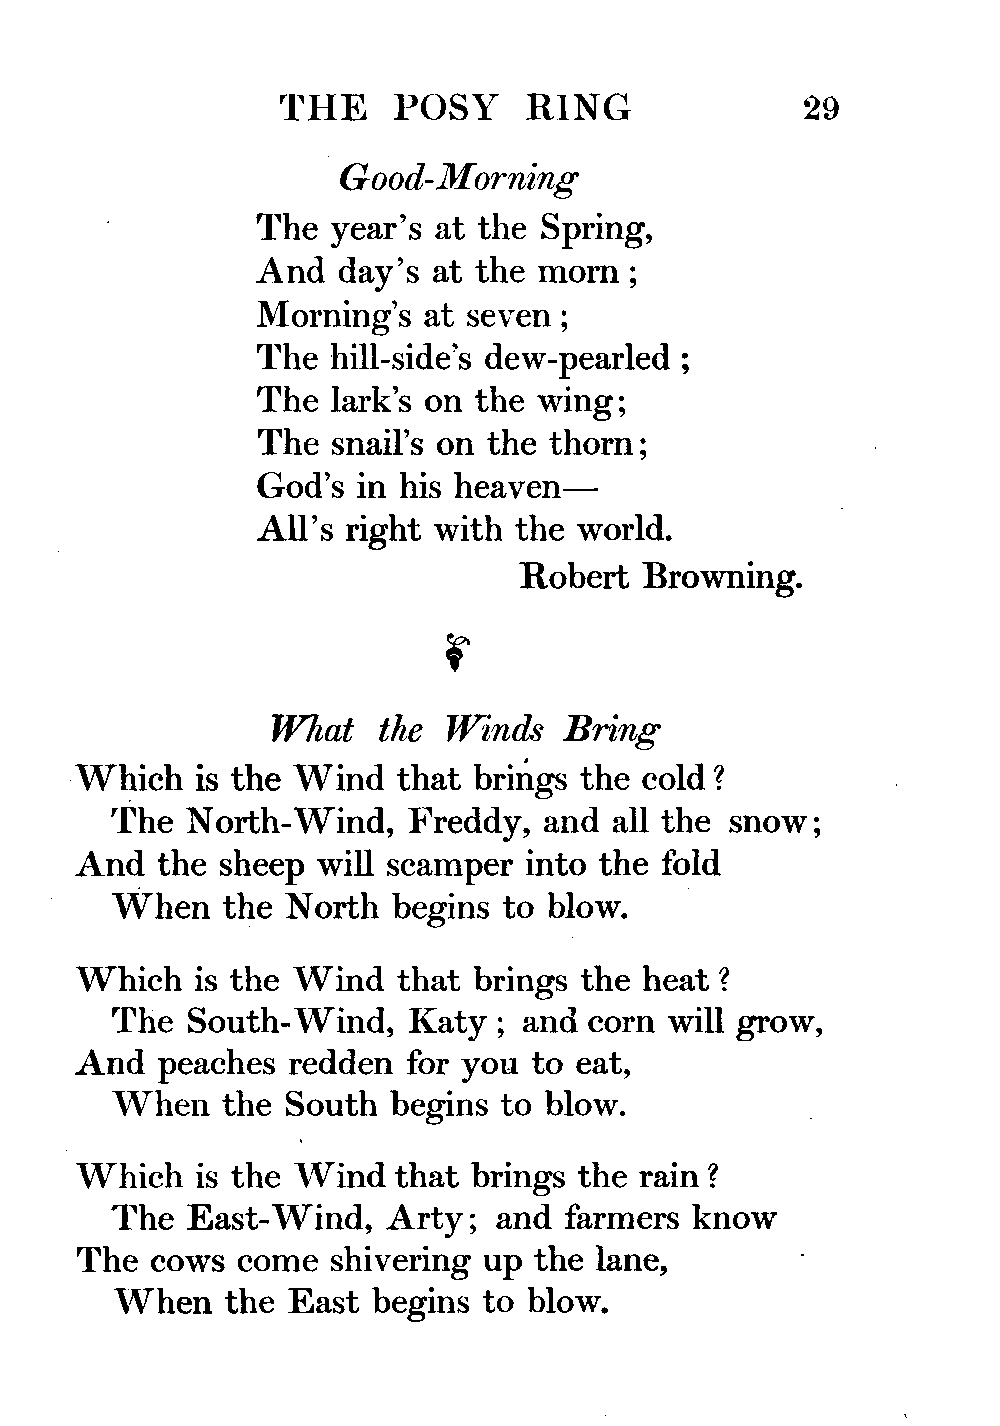 THE POSY RING 29
Good-Morning
The year's at the Spring,
And day's at the morn ;
Morning's at seven ;
The hill-side's dew-pearled ;
The lark's on the wing;
The snail's on the thorn;
God's in his heaven—
All's right with the world.
Robert Browning.
What the Winds Bring
Which is the Wind that brings the cold ?
The North-Wind, Freddy, and all the snow;
And the sheep will scamper into the fold
When the North begins to blow.
Which is the Wind that brings the heat ?
The South-Wind, Katy ; and corn will grow,
And peaches redden for you to eat,
When the South begins to blow.
Which is the Wind that brings the rain ?
The East-Wind, Arty; and farmers know
The cows come shivering up the lane,
When the East begins to blow.